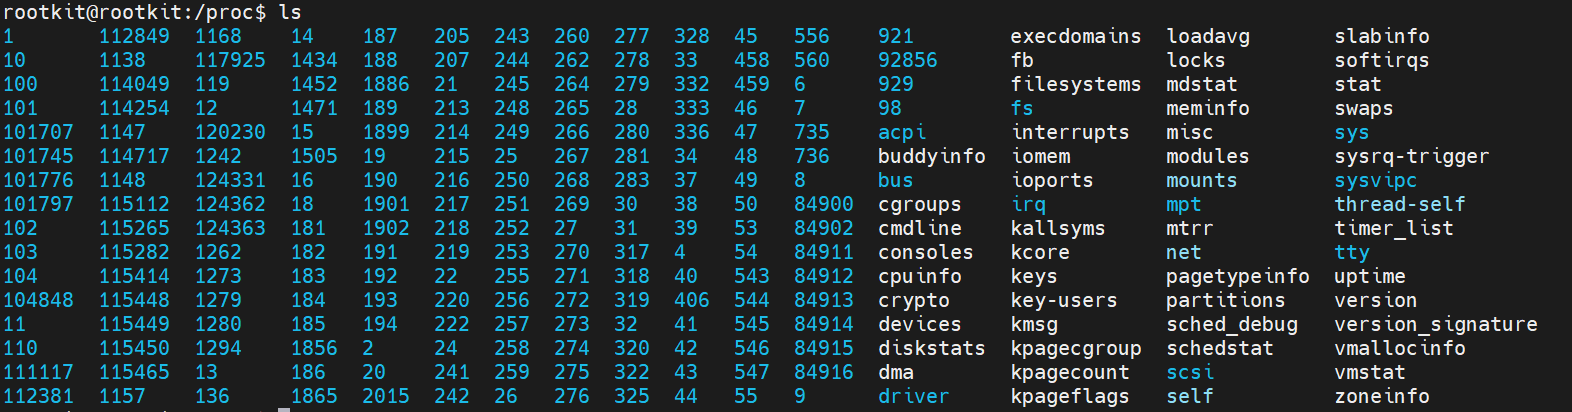 rootkit@rootkit:/proc$ ls
1 112849 1168 14 187 205 243 260 277 328 45 556 921 execdomains loadavg slabinfo
10 1138 117925 1434 188 207 244 262 278 33 458 560 92856 fb locks softirqs
100 114049 119 1452 1886 21 245 264 279 332 459 6 929 filesystems mdstat stat
101 114254 12 1471 189 213 248 265 28 333 46 7 98 fs meminfo swaps
101707 1147 120230 15 1899 214 249 266 280 336 47 735 acpi interrupts misc sys
101745 114717 1242 1505 19 215 25 267 281 34 48 736 buddyinfo iomem modules sysrq-trigger
101776 1148 124331 16 190 216 250 268 283 37 49 8 bus ioports mounts sysvipc
101797 115112 124362 18 1901 217 251 269 30 38 50 84900 cgroups irq mpt thread-self
102 115265 124363 181 1902 218 252 27 31 39 53 84902 cmdline kallsyms mtrr timer_list
103 115282 1262 182 191 219 253 270 317 4 54 84911 consoles kcore net tty
104 115414 1273 183 192 22 255 271 318 40 543 84912 cpuinfo keys pagetypeinfo uptime
104848 115448 1279 184 193 220 256 272 319 406 544 84913 crypto key-users partitions version
11 115449 1280 185 194 222 257 273 32 41 545 84914 devices kmsg sched_debug version_signature
110 115450 1294 1856 2 24 258 274 320 42 546 84915 diskstats kpagecgroup schedstat vmallocinfo
111117 115465 13 186 20 241 259 275 322 43 547 84916 dma kpagecount scsi vmstat
112381 1157 136 1865 2015 242 26 276 325 44 55 9 driver kpageflags self zoneinfo